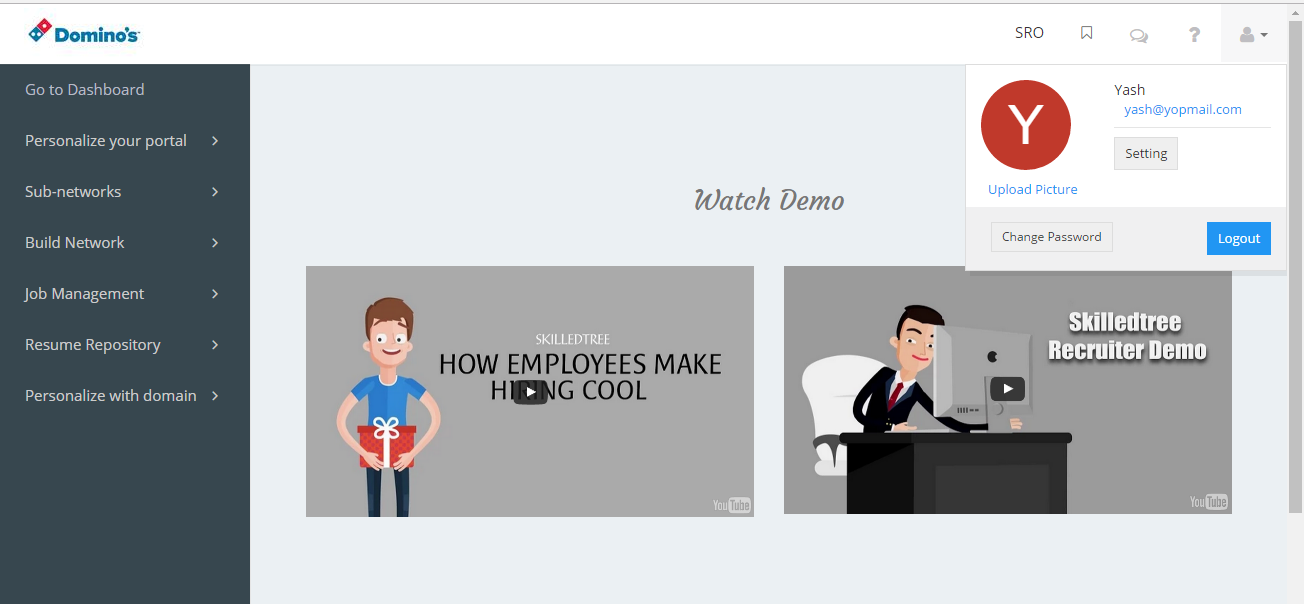 Domino's
SRO
?
Go to Dashboard
Personalize your portal
Sub-networks
Build Network
Job Management
Resume Repository
Personalize with domain
Y
Yash
yash@yopmail.com
Setting
Upload Picture
Change Password
Logout
Watch Demo
SKILLEDTREE
HOW EMPLOYEES MAKE
HIRING COOL
YouTube
Skilledtree
Recruiter Demo
YouTube